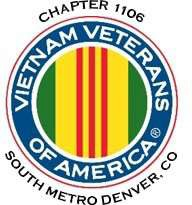 CHAPTER 1106
VIETNAM VETERANS
OF AMERICA®
SOUTH METRO DENVER, CO